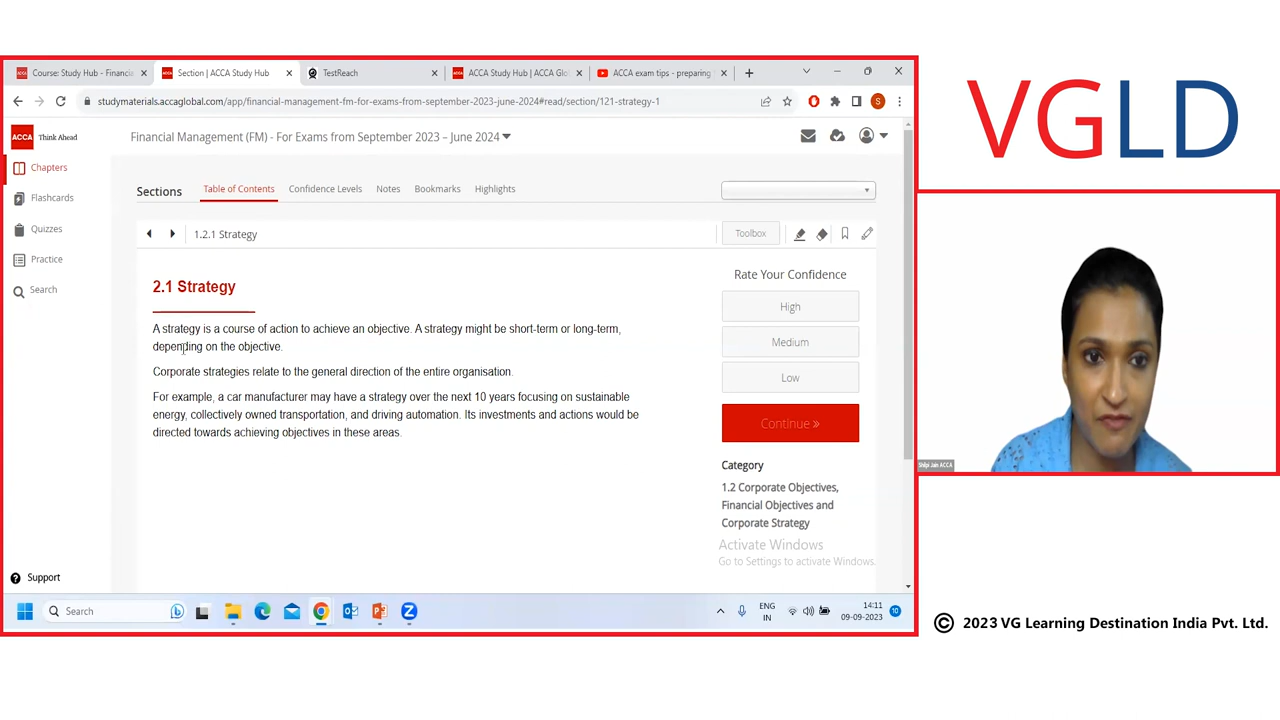 Course: Study Hub - Financi
Section | ACCA Study Hub
TestReach
ACCA Study Hub | ACCA Glo
ACCA exam tips - preparing
studymaterials.accaglobal.com/app/financial-management-fm-for-exams-from-september-2023-june-2024#read/section/121-strategy-1
S
ACCA
Think Ahead
Financial Management (FM) - For Exams from September 2023 – June 2024
Chapters
Flashcards
Quizzes
Practice
Search
Support
Sections
Table of Contents
Confidence Levels
Notes
Bookmarks
Highlights
1.2.1 Strategy
Toolbox
2.1 Strategy
A strategy is a course of action to achieve an objective. A strategy might be short-term or long-term,
depending on the objective.
Corporate strategies relate to the general direction of the entire organisation.
For example, a car manufacturer may have a strategy over the next 10 years focusing on sustainable
energy, collectively owned transportation, and driving automation. Its investments and actions would be
directed towards achieving objectives in these areas.
Rate Your Confidence
High
Medium
Low
Continue »
Category
1.2 Corporate Objectives,
Financial Objectives and
Corporate Strategy
Activate Windows
Go to Settings to activate Windows.
Search
ENG
IN
14:11
09-09-2023
10
VGLD
Shilpi Jain ACCA
© 2023 VG Learning Destination India Pvt. Ltd.